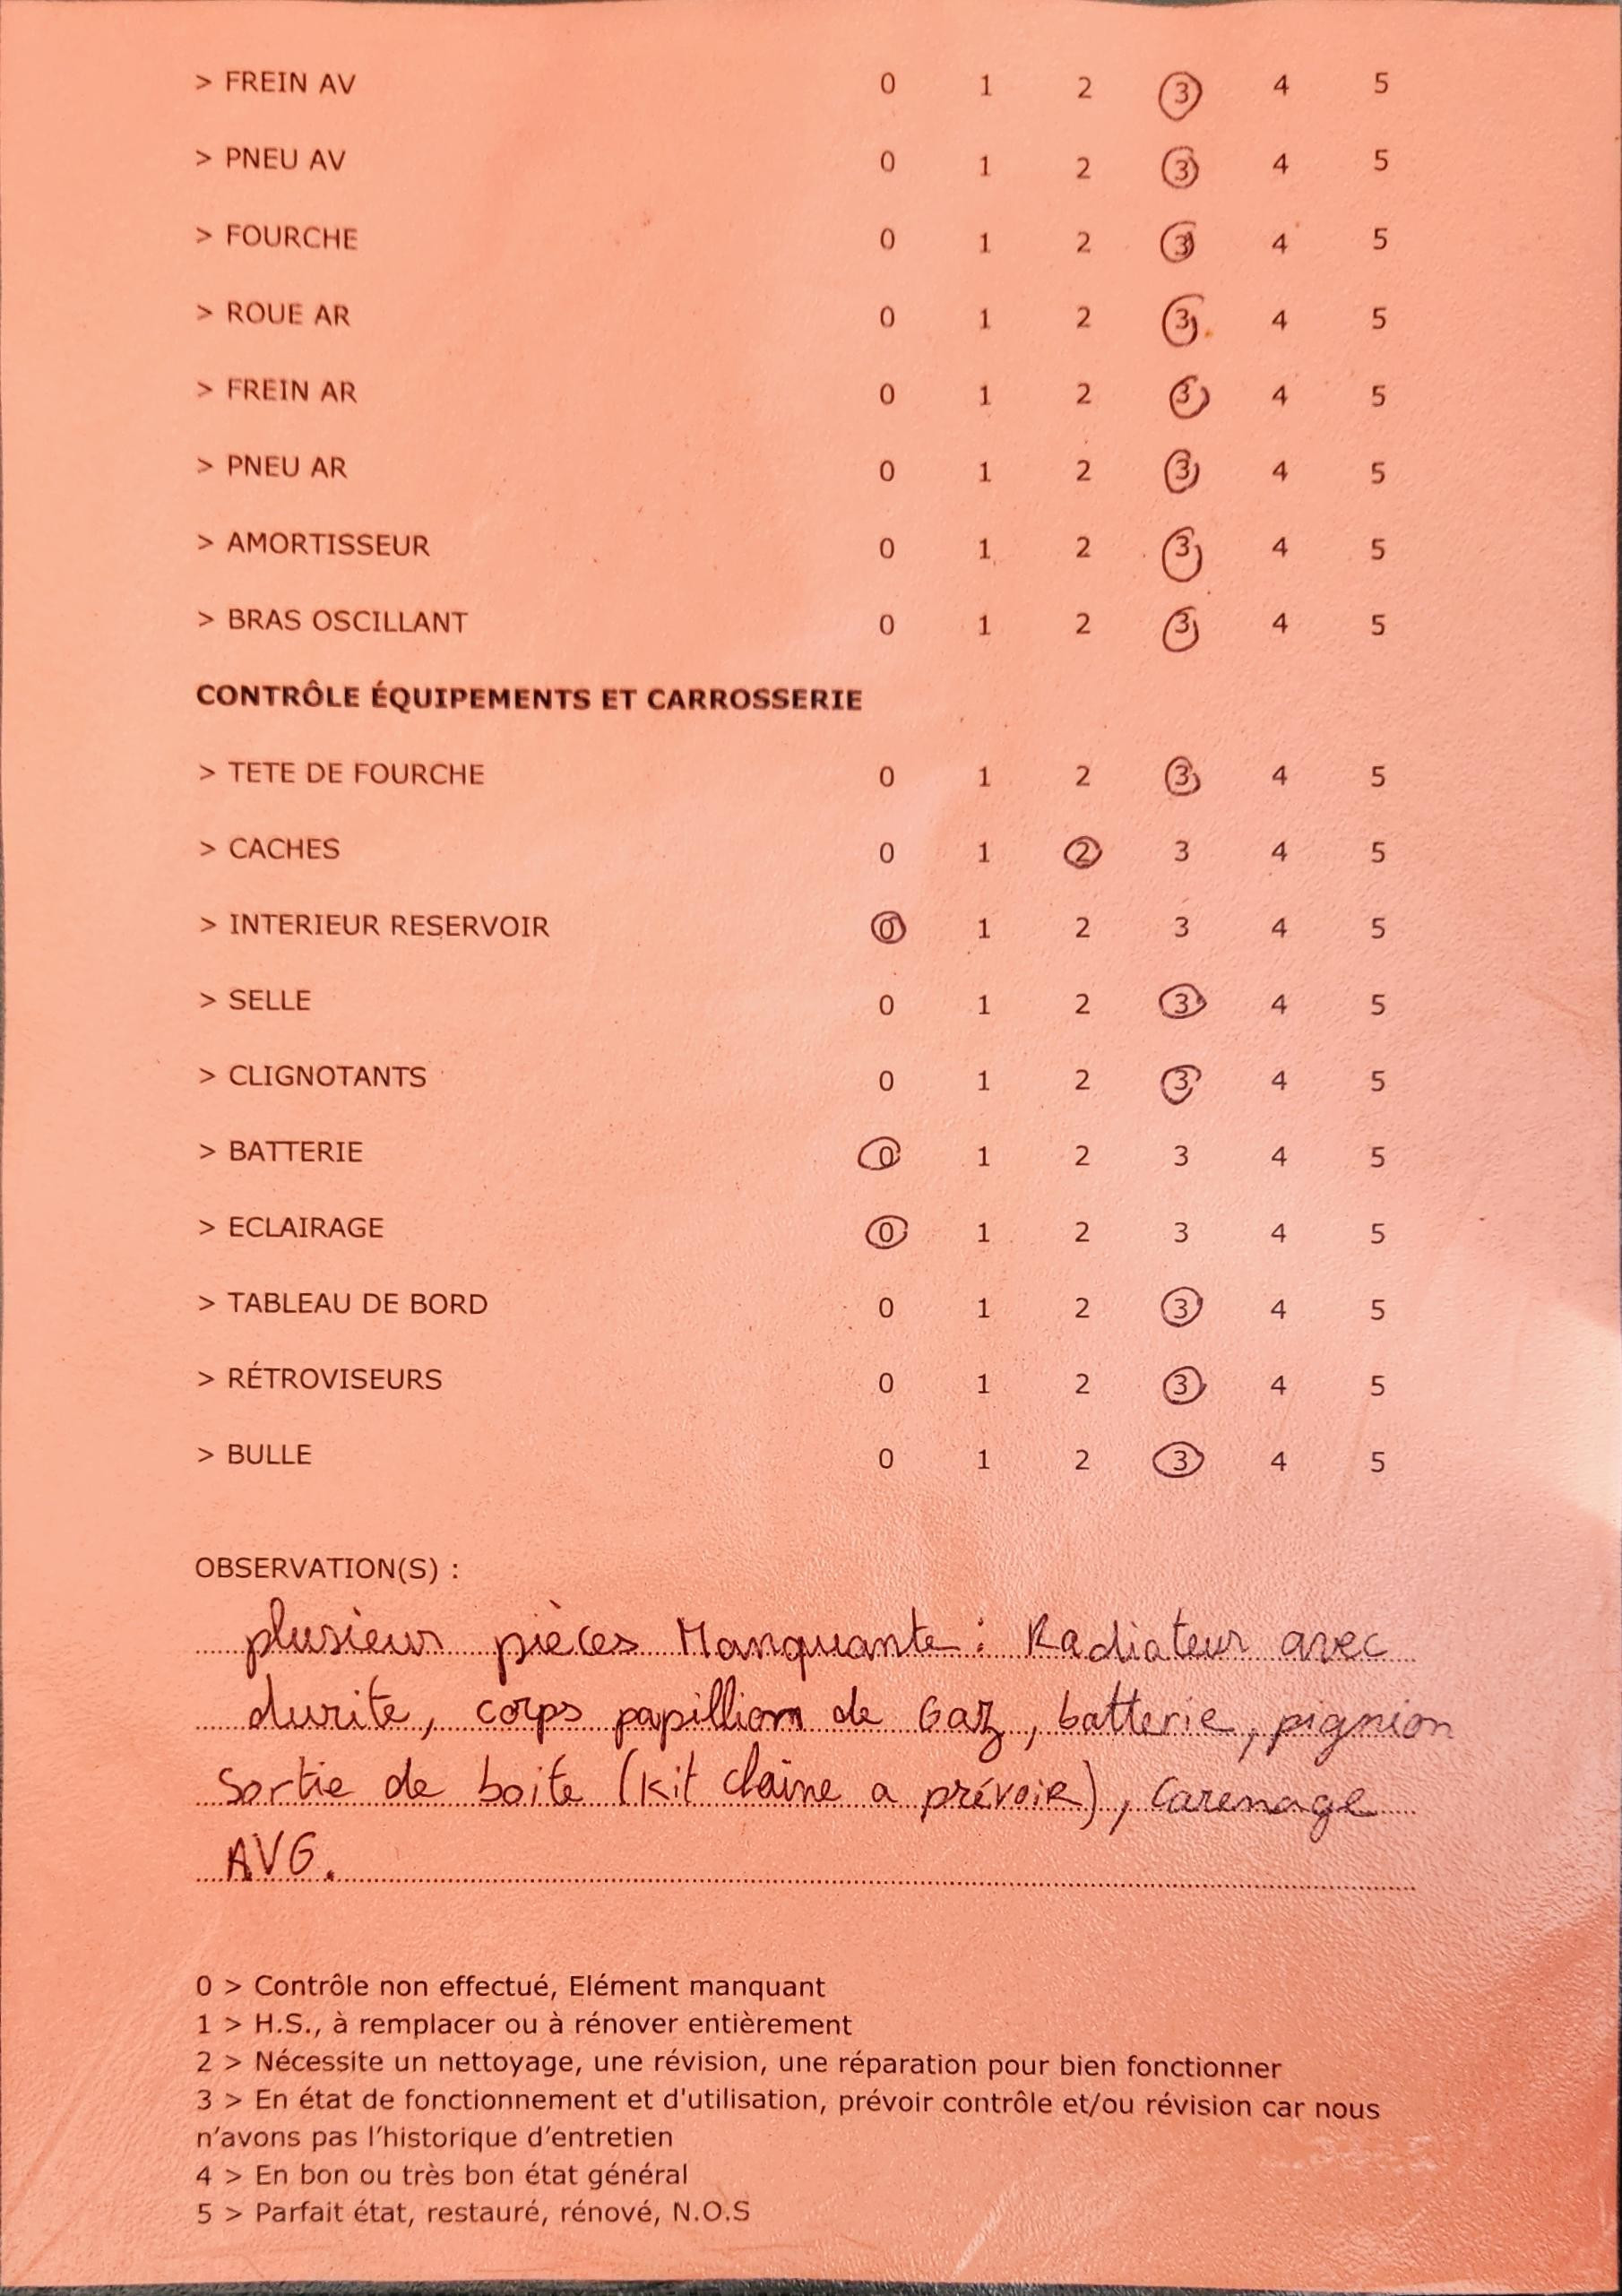 > FREIN AV 0 1 2 3 4 5
> PNEU AV 0 1 2 3 4 5
> FOURCHE 0 1 2 3 4 5
> ROUE AR 0 1 2 3 4 5
> FREIN AR 0 1 2 3 4 5
> PNEU AR 0 1 2 3 4 5
> AMORTISSEUR 0 1 2 3 4 5
> BRAS OSCILLANT 0 1 2 3 4 5
CONTRÔLE ÉQUIPEMENTS ET CARROSSERIE
> TETE DE FOURCHE 0 1 2 3 4 5
> CACHES 0 1 2 3 4 5
> INTERIEUR RESERVOIR 0 1 2 3 4 5
> SELLE 0 1 2 3 4 5
> CLIGNOTANTS 0 1 2 3 4 5
> BATTERIE 0 1 2 3 4 5
> ECLAIRAGE 0 1 2 3 4 5
> TABLEAU DE BORD 0 1 2 3 4 5
> RÉTROVISEURS 0 1 2 3 4 5
> BULLE 0 1 2 3 4 5
OBSERVATION(S) :
plusieurs pièces Manquante : Radiateur avec
durite, corps papillion de Gaz, batterie, pignion
Sortie de boite (Kit chaine a prévoiR), Carenage
AVG.
0 > Contrôle non effectué, Elément manquant
1 > H.S., à remplacer ou à rénover entièrement
2 > Nécessite un nettoyage, une révision, une réparation pour bien fonctionner
3 > En état de fonctionnement et d'utilisation, prévoir contrôle et/ou révision car nous
n'avons pas l'historique d'entretien
4 > En bon ou très bon état général
5 > Parfait état, restauré, rénové, N.O.S